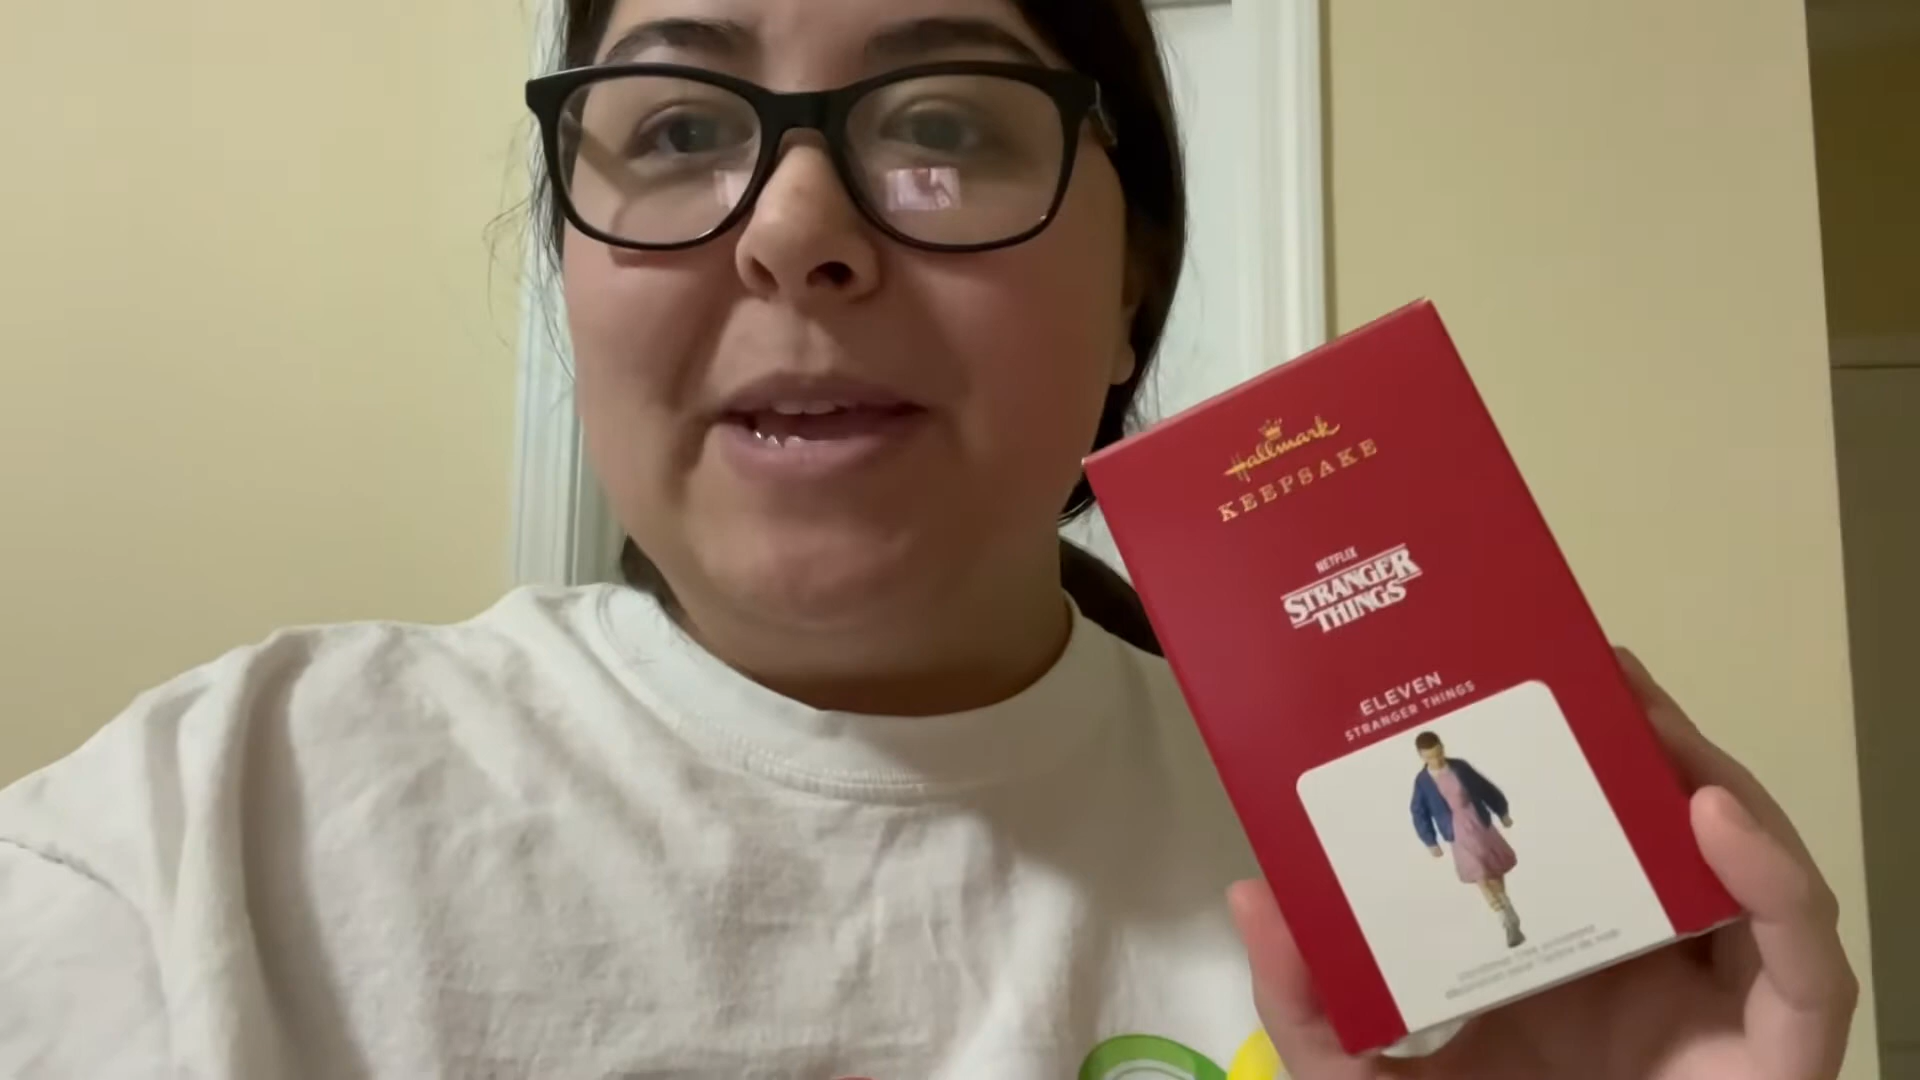 Hallmark
KEEPSAKE
NETFLIX
STRANGER
THINGS
ELEVEN
STRANGER THINGS